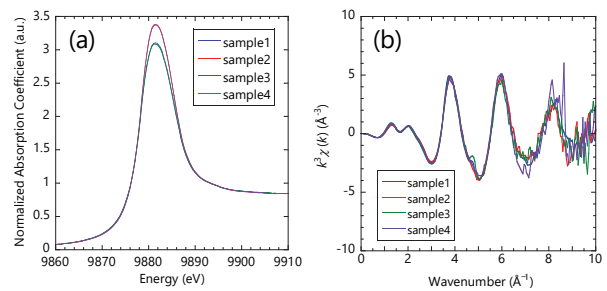 (a)
Normalized Absorption Coefficient (a.u.)
3.5
3
2.5
2
1.5
1
0.5
0
9860 9870 9880 9890 9900 9910
Energy (eV)
sample1
sample2
sample3
sample4
(b)
k³ χ (k) (Å⁻³)
10
5
0
-5
-10
0 2 4 6 8 10
Wavenumber (Å⁻¹)
sample1
sample2
sample3
sample4